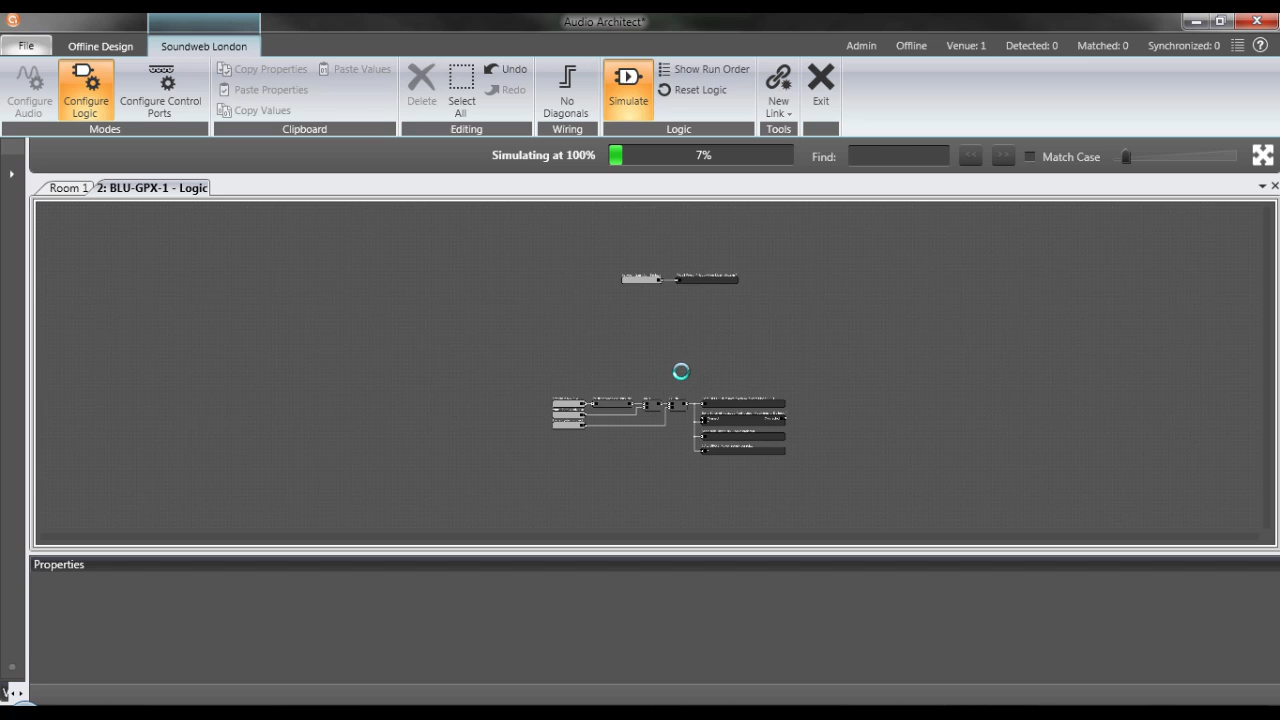 Audio Architect*
File
Offline Design
Soundweb London
Admin
Offline
Venue: 1
Detected: 0
Matched: 0
Synchronized: 0
Configure Audio
Configure Logic
Configure Control Ports
Modes
Copy Properties
Paste Values
Paste Properties
Copy Values
Clipboard
Delete
Select All
Undo
Redo
Editing
No Diagonals
Wiring
Simulate
Show Run Order
Reset Logic
Logic
New Link
Tools
Exit
Simulating at 100%
7%
Find:
<<
>>
Match Case
Room 1
2: BLU-GPX-1 - Logic
Properties